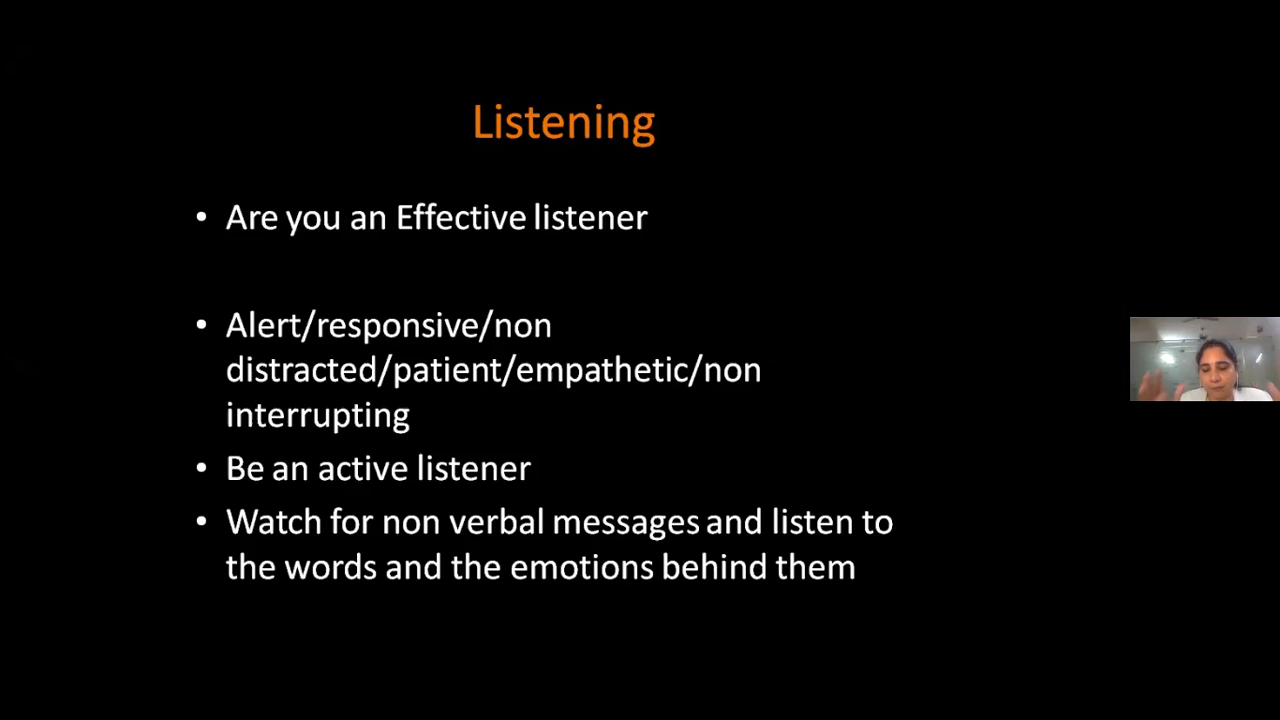 Listening
• Are you an Effective listener
• Alert/responsive/non
distracted/patient/empathetic/non
interrupting
• Be an active listener
• Watch for non verbal messages and listen to
the words and the emotions behind them